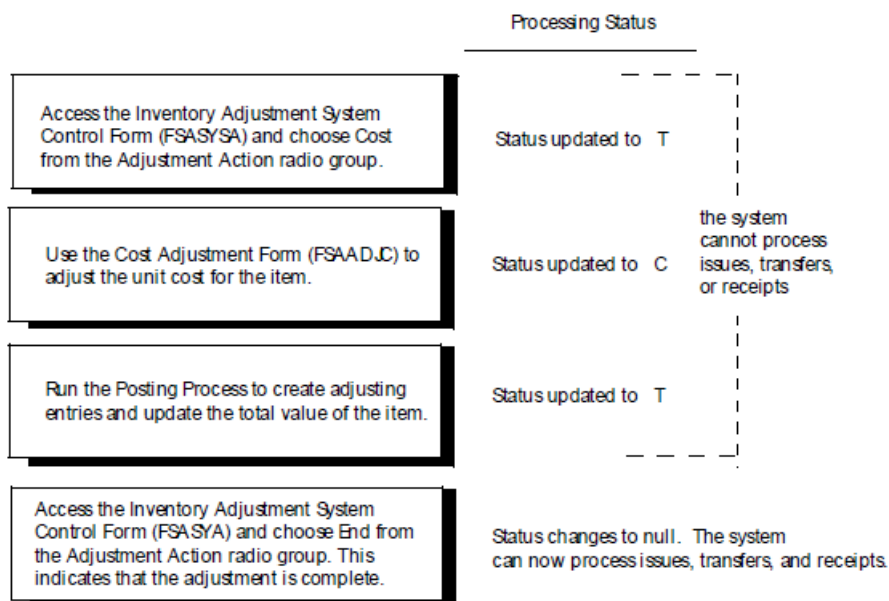 Processing Status
Access the Inventory Adjustment System
Control Form (FSASYSA) and choose Cost
from the Adjustment Action radio group.
Status updated to T
Use the Cost Adjustment Form (FSAADJC) to
adjust the unit cost for the item.
Status updated to C
the system
cannot process
issues, transfers,
or receipts
Run the Posting Process to create adjusting
entries and update the total value of the item.
Status updated to T
Access the Inventory Adjustment System
Control Form (FSASYA) and choose End from
the Adjustment Action radio group. This
indicates that the adjustment is complete.
Status changes to null. The system
can now process issues, transfers, and receipts.